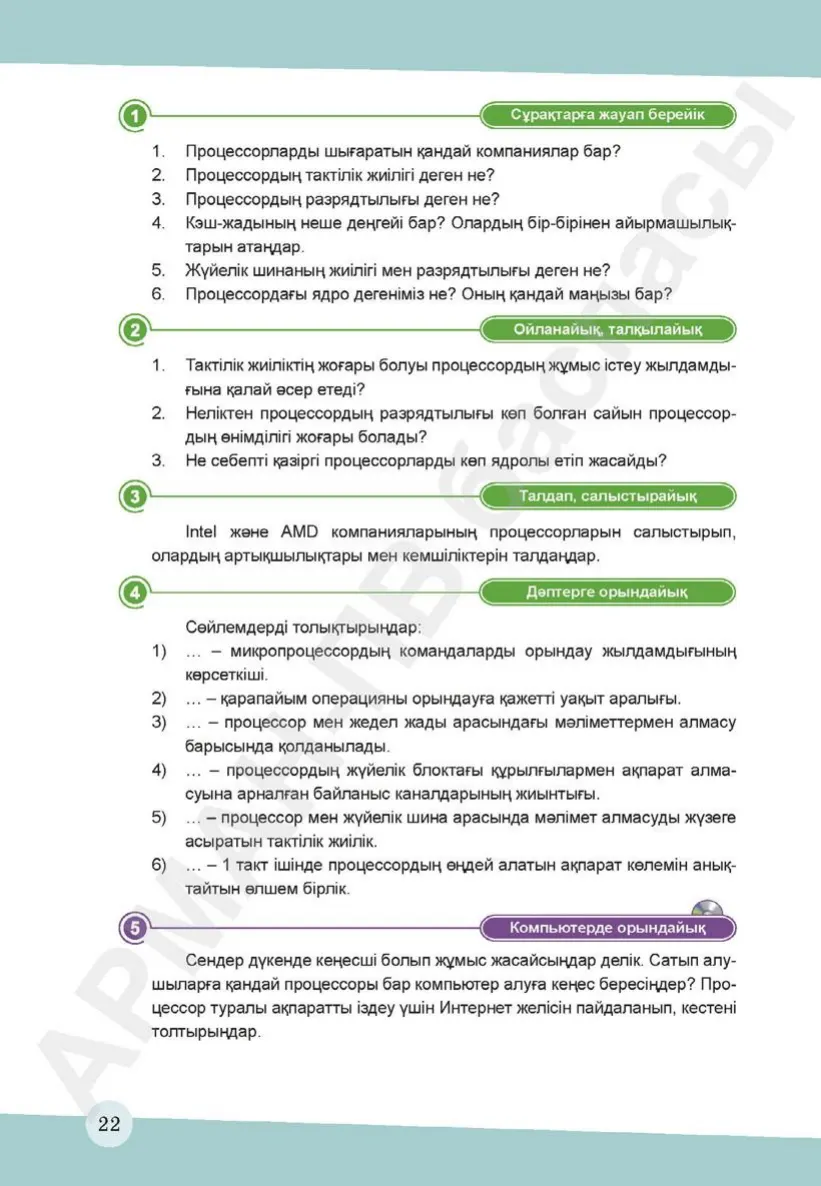 1 Сұрақтарға жауап берейік
1. Процессорларды шығаратын қандай компаниялар бар?
2. Процессордың тактілік жиілігі деген не?
3. Процессордың разрядтылығы деген не?
4. Кэш-жадының неше деңгейі бар? Олардың бір-бірінен айырмашылық-
тарын атаңдар.
5. Жүйелік шинаның жиілігі мен разрядтылығы деген не?
6. Процессордағы ядро дегеніміз не? Оның қандай маңызы бар?
2 Ойланайық, талқылайық
1. Тактілік жиіліктің жоғары болуы процессордың жұмыс істеу жылдамды-
ғына қалай әсер етеді?
2. Неліктен процессордың разрядтылығы көп болған сайын процессор-
дың өнімділігі жоғары болады?
3. Не себепті қазіргі процессорларды көп ядролы етіп жасайды?
3 Талдап, салыстырайық
Intel және AMD компанияларының процессорларын салыстырып,
олардың артықшылықтары мен кемшіліктерін талдаңдар.
4 Дәптерге орындайық
Сөйлемдерді толықтырыңдар:
1) … – микропроцессордың командаларды орындау жылдамдығының
көрсеткіші.
2) … – қарапайым операцияны орындауға қажетті уақыт аралығы.
3) … – процессор мен жедел жады арасындағы мәліметтермен алмасу
барысында қолданылады.
4) … – процессордың жүйелік блоктағы құрылғылармен ақпарат алма-
суына арналған байланыс каналдарының жиынтығы.
5) … – процессор мен жүйелік шина арасында мәлімет алмасуды жүзеге
асыратын тактілік жиілік.
6) … – 1 такт ішінде процессордың өңдей алатын ақпарат көлемін анық-
тайтын өлшем бірлік.
5 Компьютерде орындайық
Сендер дүкенде кеңесші болып жұмыс жасайсыңдар делік. Сатып алу-
шыларға қандай процессоры бар компьютер алуға кеңес бересіңдер? Про-
цессор туралы ақпаратты іздеу үшін Интернет желісін пайдаланып, кестені
толтырыңдар.
22
АРМАН-ПВ баспасы